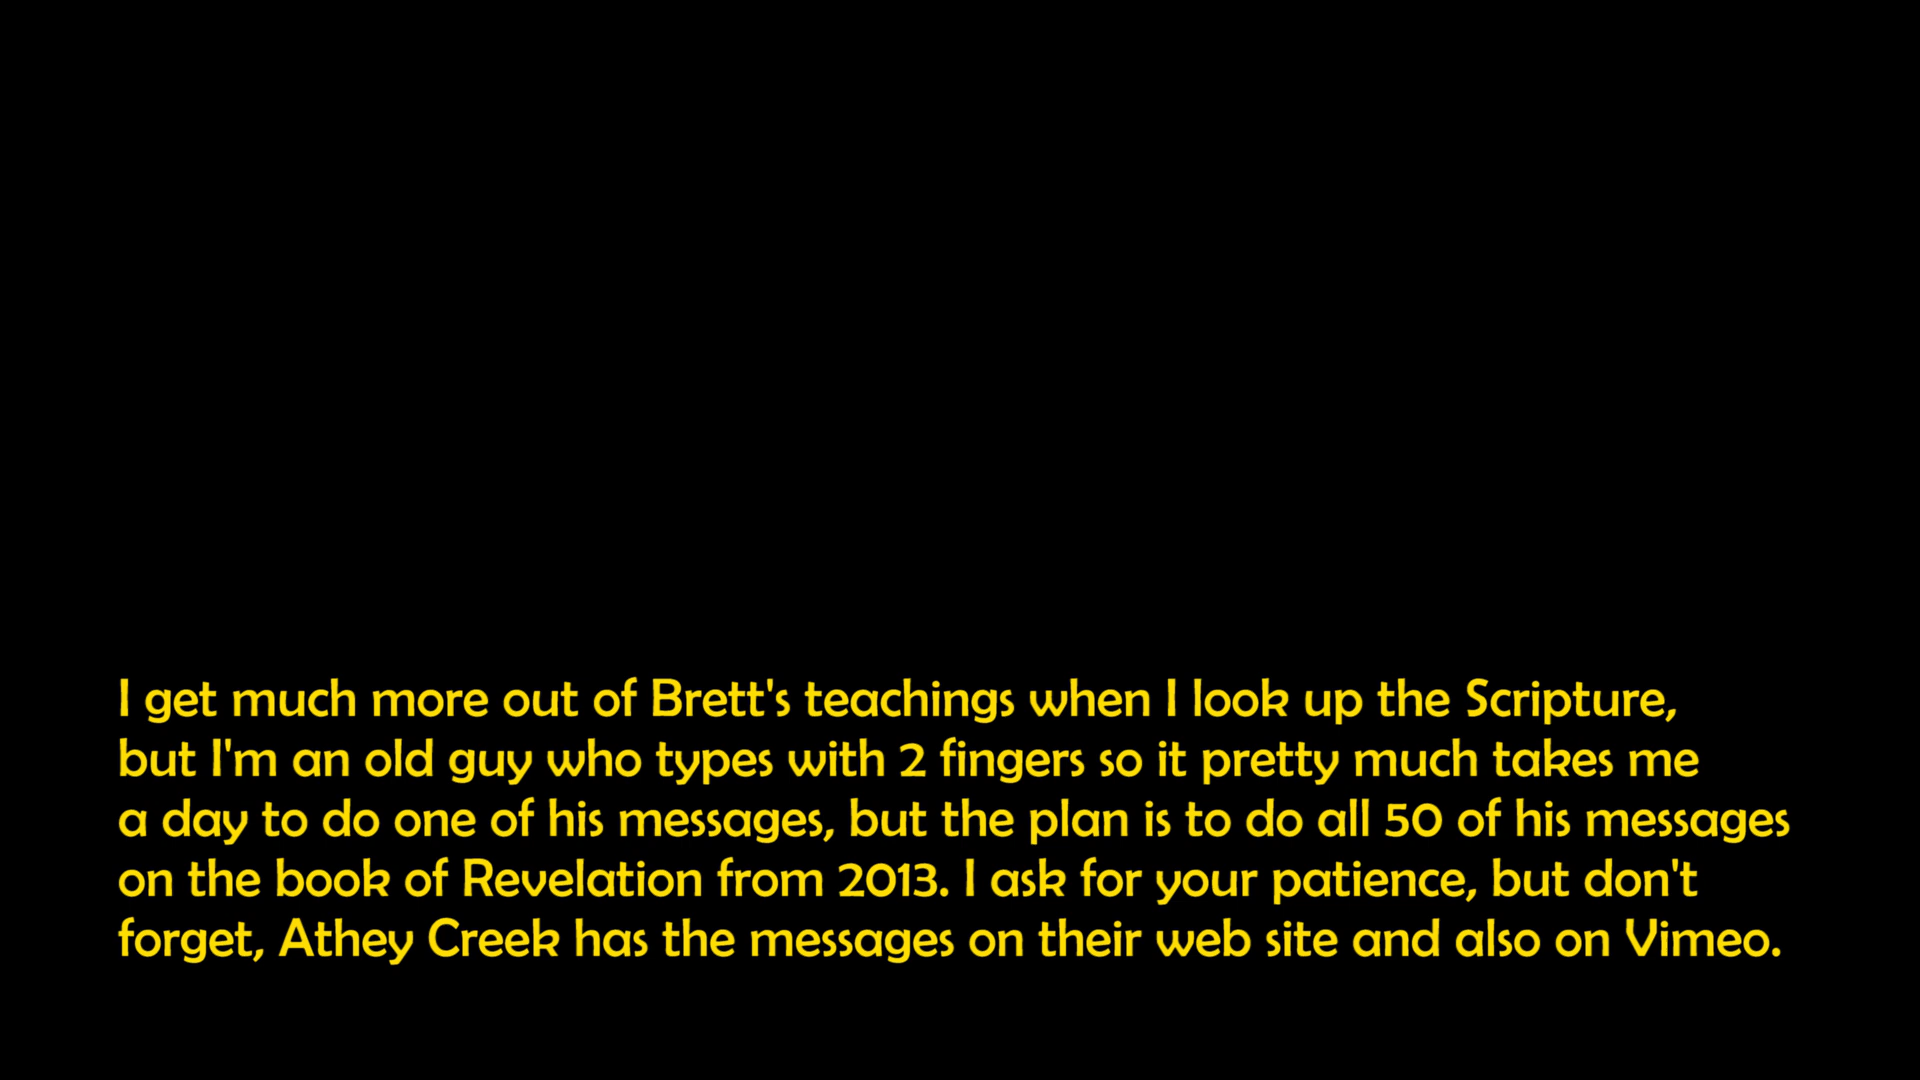 I get much more out of Brett's teachings when I look up the Scripture,
but I'm an old guy who types with 2 fingers so it pretty much takes me
a day to do one of his messages, but the plan is to do all 50 of his messages
on the book of Revelation from 2013. I ask for your patience, but don't
forget, Athey Creek has the messages on their web site and also on Vimeo.